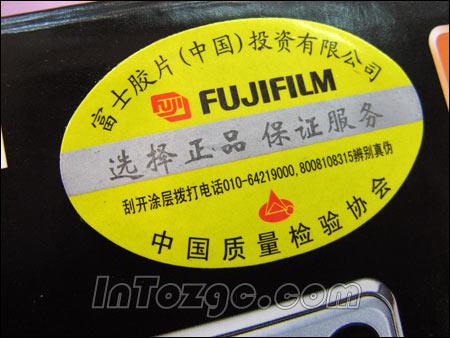 富士胶片(中国)投资有限公司
FUJI FUJIFILM
选择正品 保证服务
刮开涂层拨打电话010-64219000,8008108315辨别真伪
中国质量检验协会
InTozgc.com